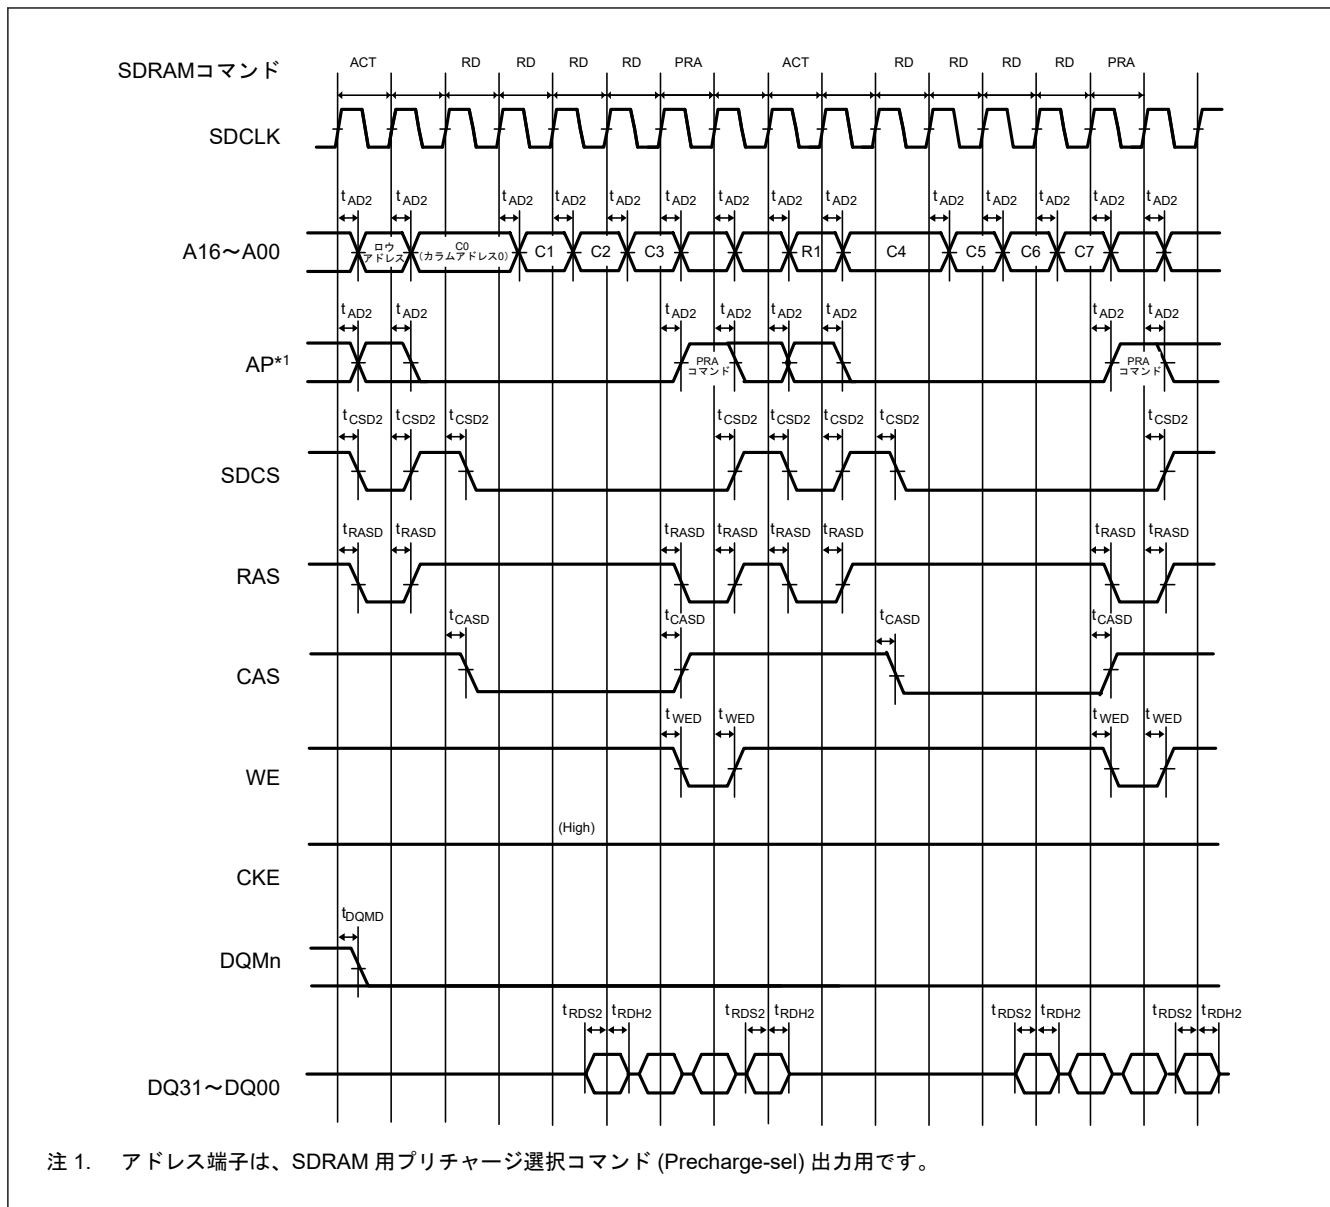 SDRAMコマンド ACT RD RD RD RD PRA ACT RD RD RD RD PRA
SDCLK
tAD2 tAD2 tAD2 tAD2 tAD2 tAD2 tAD2 tAD2 tAD2 tAD2 tAD2 tAD2 tAD2 tAD2
A16～A00 ロウアドレス C0（カラムアドレス0） C1 C2 C3 R1 C4 C5 C6 C7
tAD2 tAD2 tAD2 tAD2 tAD2 tAD2 tAD2 tAD2
AP*1 PRAコマンド PRAコマンド
tCSD2 tCSD2 tCSD2 tCSD2 tCSD2 tCSD2 tCSD2 tCSD2
SDCS
tRASD tRASD tRASD tRASD tRASD tRASD tRASD tRASD
RAS
tCASD tCASD tCASD tCASD
CAS
tWED tWED tWED tWED
WE
(High)
CKE
tDQMD
DQMn
tRDS2 tRDH2 tRDS2 tRDH2 tRDS2 tRDH2 tRDS2 tRDH2
DQ31～DQ00
注 1. アドレス端子は、SDRAM 用プリチャージ選択コマンド (Precharge-sel) 出力用です。